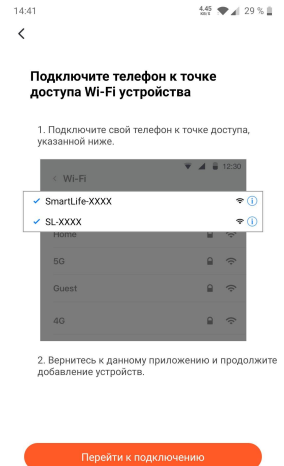 14:41 4.45 KB/S 29 %
Подключите телефон к точке
доступа Wi-Fi устройства
1. Подключите свой телефон к точке доступа,
указанной ниже.
12:30
Wi-Fi
SmartLife-XXXX
SL-XXXX
Home
5G
Guest
4G
2. Вернитесь к данному приложению и продолжите
добавление устройств.
Перейти к подключению